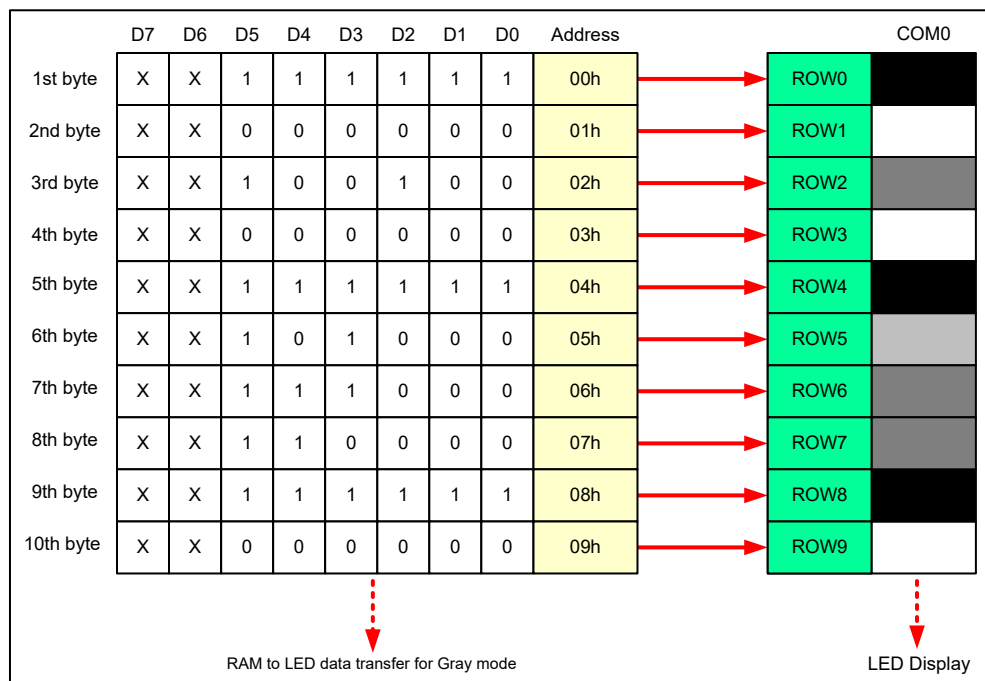 D7 D6 D5 D4 D3 D2 D1 D0 Address COM0
1st byte X X 1 1 1 1 1 1 00h ROW0
2nd byte X X 0 0 0 0 0 0 01h ROW1
3rd byte X X 1 0 0 1 0 0 02h ROW2
4th byte X X 0 0 0 0 0 0 03h ROW3
5th byte X X 1 1 1 1 1 1 04h ROW4
6th byte X X 1 0 1 0 0 0 05h ROW5
7th byte X X 1 1 1 0 0 0 06h ROW6
8th byte X X 1 1 0 0 0 0 07h ROW7
9th byte X X 1 1 1 1 1 1 08h ROW8
10th byte X X 0 0 0 0 0 0 09h ROW9
RAM to LED data transfer for Gray mode LED Display